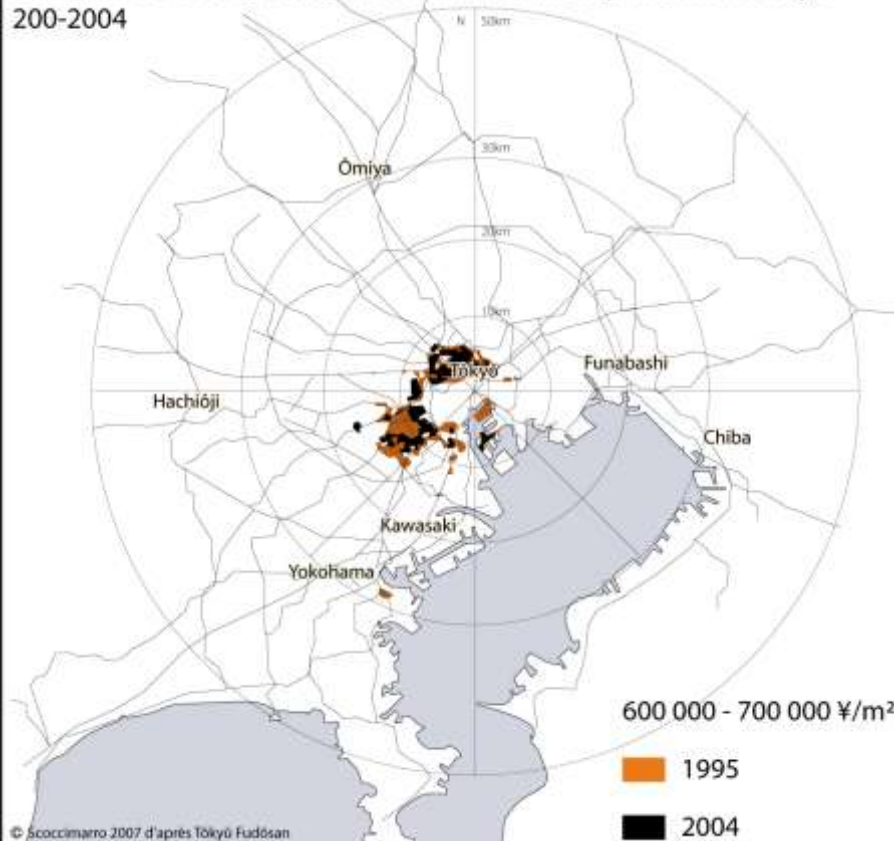 200-2004
N 50km
Ômiya
30km
20km
10km
Tôkyô
Funabashi
Hachiôji
Chiba
Kawasaki
Yokohama
600 000 - 700 000 ¥/m²
1995
2004
© Scoccimarro 2007 d'après Tôkyû Fudôsan